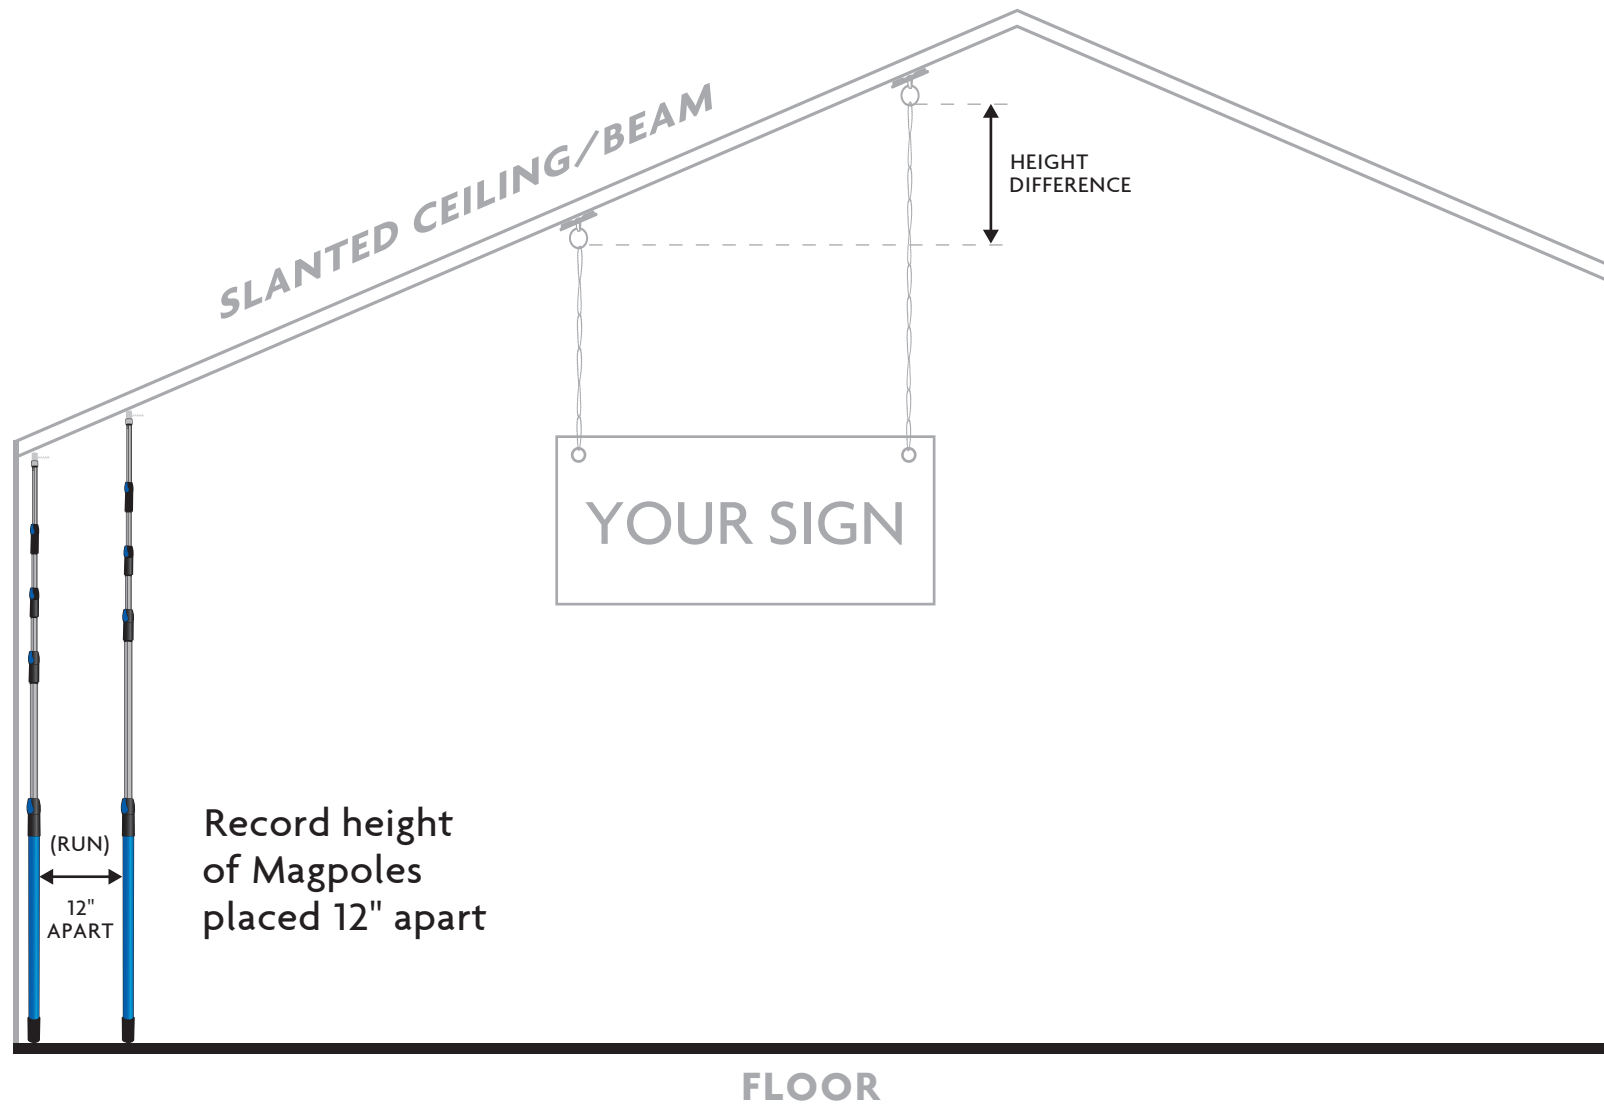 SLANTED CEILING/BEAM
HEIGHT
DIFFERENCE
YOUR SIGN
Record height
of Magpoles
placed 12" apart
(RUN)
12"
APART
FLOOR